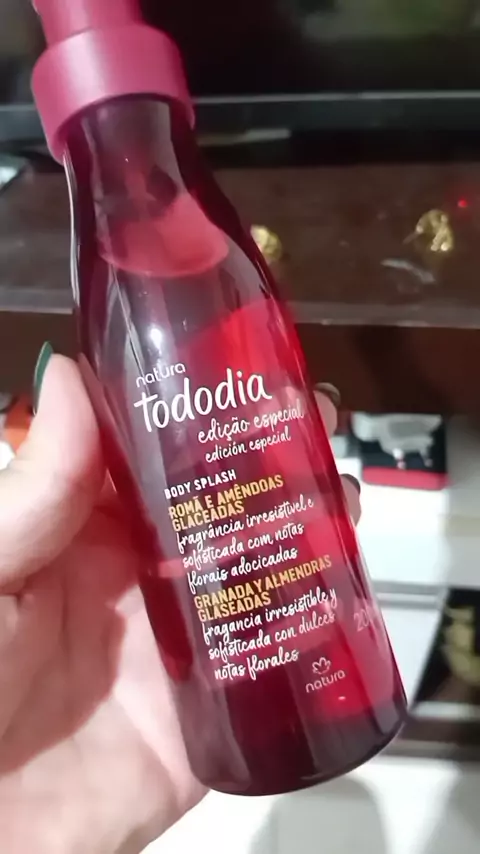 natura
tododia
edição especial
edición especial
BODY SPLASH
ROMÃ E AMÊNDOAS
GLACEADAS
fragrância irresistível e
sofisticada com notas
florais adocicadas
GRANADA Y ALMENDRAS
GLASEADAS
fragancia irresistible y
sofisticada con dulces
notas florales
natura